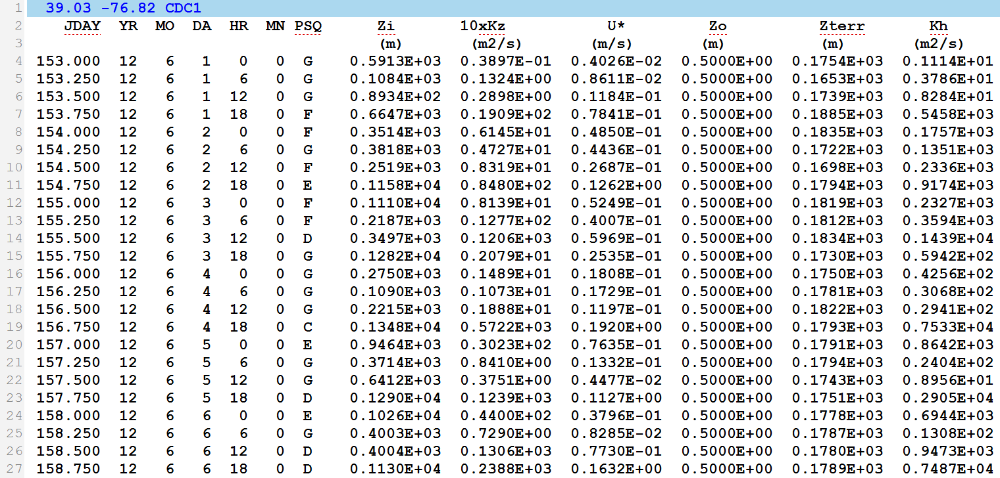 1 39.03 -76.82 CDC1
2 JDAY YR MO DA HR MN PSQ Zi 10xKz U* Zo Zterr Kh
3 (m) (m2/s) (m/s) (m) (m) (m2/s)
4 153.000 12 6 1 0 0 G 0.5913E+03 0.3897E-01 0.4026E-02 0.5000E+00 0.1754E+03 0.1114E+01
5 153.250 12 6 1 6 0 G 0.1084E+03 0.1324E+00 0.8611E-02 0.5000E+00 0.1653E+03 0.3786E+01
6 153.500 12 6 1 12 0 G 0.8934E+02 0.2898E+00 0.1184E-01 0.5000E+00 0.1739E+03 0.8284E+01
7 153.750 12 6 1 18 0 F 0.6647E+03 0.1909E+02 0.7841E-01 0.5000E+00 0.1885E+03 0.5458E+03
8 154.000 12 6 2 0 0 F 0.3514E+03 0.6145E+01 0.4850E-01 0.5000E+00 0.1835E+03 0.1757E+03
9 154.250 12 6 2 6 0 G 0.3818E+03 0.4727E+01 0.4436E-01 0.5000E+00 0.1722E+03 0.1351E+03
10 154.500 12 6 2 12 0 F 0.2519E+03 0.8319E+01 0.2687E-01 0.5000E+00 0.1698E+03 0.2336E+03
11 154.750 12 6 2 18 0 E 0.1158E+04 0.8480E+02 0.1262E+00 0.5000E+00 0.1794E+03 0.9174E+03
12 155.000 12 6 3 0 0 F 0.1110E+04 0.8139E+01 0.5249E-01 0.5000E+00 0.1819E+03 0.2327E+03
13 155.250 12 6 3 6 0 F 0.2187E+03 0.1277E+02 0.4007E-01 0.5000E+00 0.1812E+03 0.3594E+03
14 155.500 12 6 3 12 0 D 0.3497E+03 0.1206E+03 0.5969E-01 0.5000E+00 0.1834E+03 0.1439E+04
15 155.750 12 6 3 18 0 G 0.1282E+04 0.2079E+01 0.2535E-01 0.5000E+00 0.1730E+03 0.5942E+02
16 156.000 12 6 4 0 0 G 0.2750E+03 0.1489E+01 0.1808E-01 0.5000E+00 0.1750E+03 0.4256E+02
17 156.250 12 6 4 6 0 G 0.1090E+03 0.1073E+01 0.1729E-01 0.5000E+00 0.1781E+03 0.3068E+02
18 156.500 12 6 4 12 0 G 0.2215E+03 0.1888E+01 0.1197E-01 0.5000E+00 0.1822E+03 0.2941E+02
19 156.750 12 6 4 18 0 C 0.1348E+04 0.5722E+03 0.1920E+00 0.5000E+00 0.1793E+03 0.7533E+04
20 157.000 12 6 5 0 0 E 0.9464E+03 0.3023E+02 0.7635E-01 0.5000E+00 0.1791E+03 0.8642E+03
21 157.250 12 6 5 6 0 G 0.3714E+03 0.8410E+00 0.1332E-01 0.5000E+00 0.1794E+03 0.2404E+02
22 157.500 12 6 5 12 0 G 0.6412E+03 0.3751E+00 0.4477E-02 0.5000E+00 0.1743E+03 0.8956E+01
23 157.750 12 6 5 18 0 D 0.1290E+04 0.1239E+03 0.1127E+00 0.5000E+00 0.1751E+03 0.2905E+04
24 158.000 12 6 6 0 0 E 0.1026E+04 0.4400E+02 0.3796E-01 0.5000E+00 0.1778E+03 0.6944E+03
25 158.250 12 6 6 6 0 G 0.4003E+03 0.7290E+00 0.8285E-02 0.5000E+00 0.1787E+03 0.1308E+02
26 158.500 12 6 6 12 0 D 0.4004E+03 0.1306E+03 0.7730E-01 0.5000E+00 0.1780E+03 0.9473E+03
27 158.750 12 6 6 18 0 D 0.1130E+04 0.2388E+03 0.1632E+00 0.5000E+00 0.1789E+03 0.7487E+04